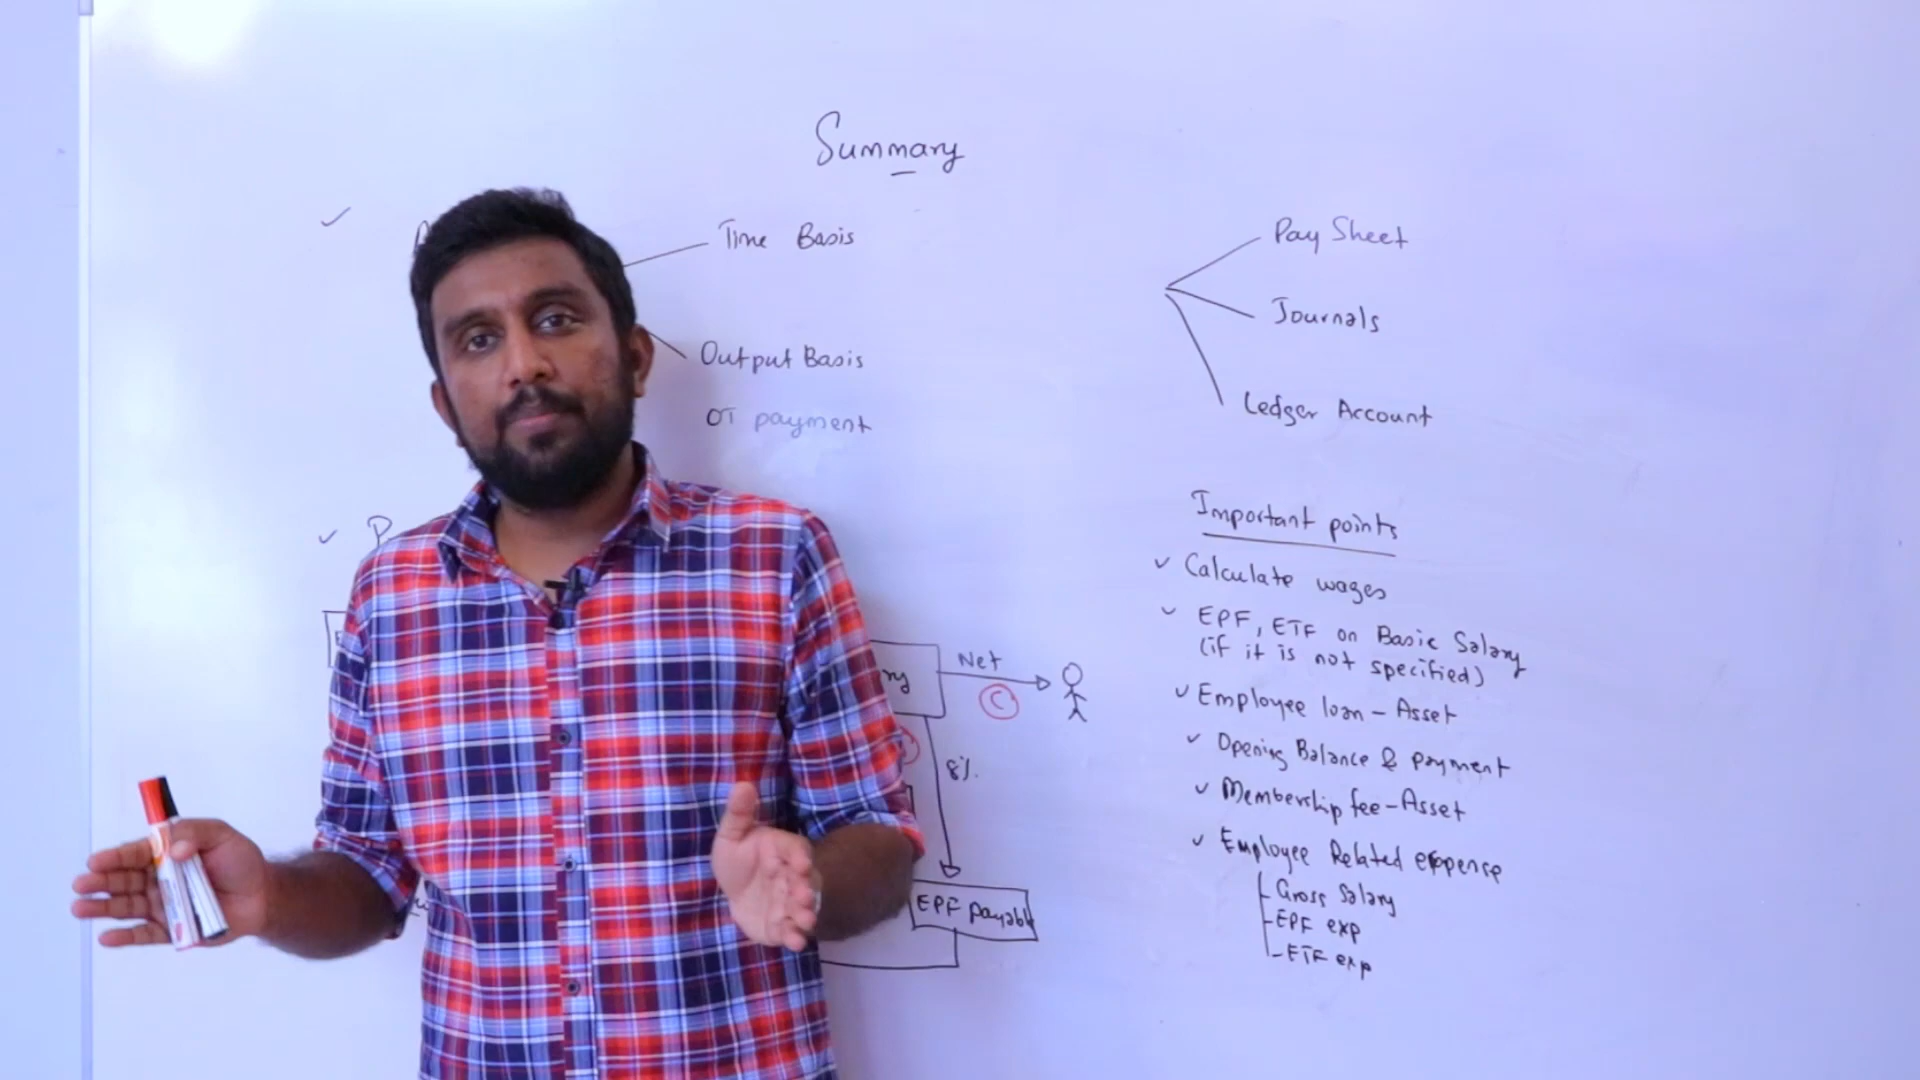 Summary
Time Basis
Output Basis
OT payment
Net
C
8%
EPF payable
Pay Sheet
Journals
Ledger Account
Important points
✓ Calculate wages
✓ EPF, ETF on Basic Salary
(if it is not specified)
✓ Employee loan - Asset
✓ Opening Balance & payment
✓ Membership fee - Asset
✓ Employee Related expense
Gross Salary
EPF exp
ETF exp